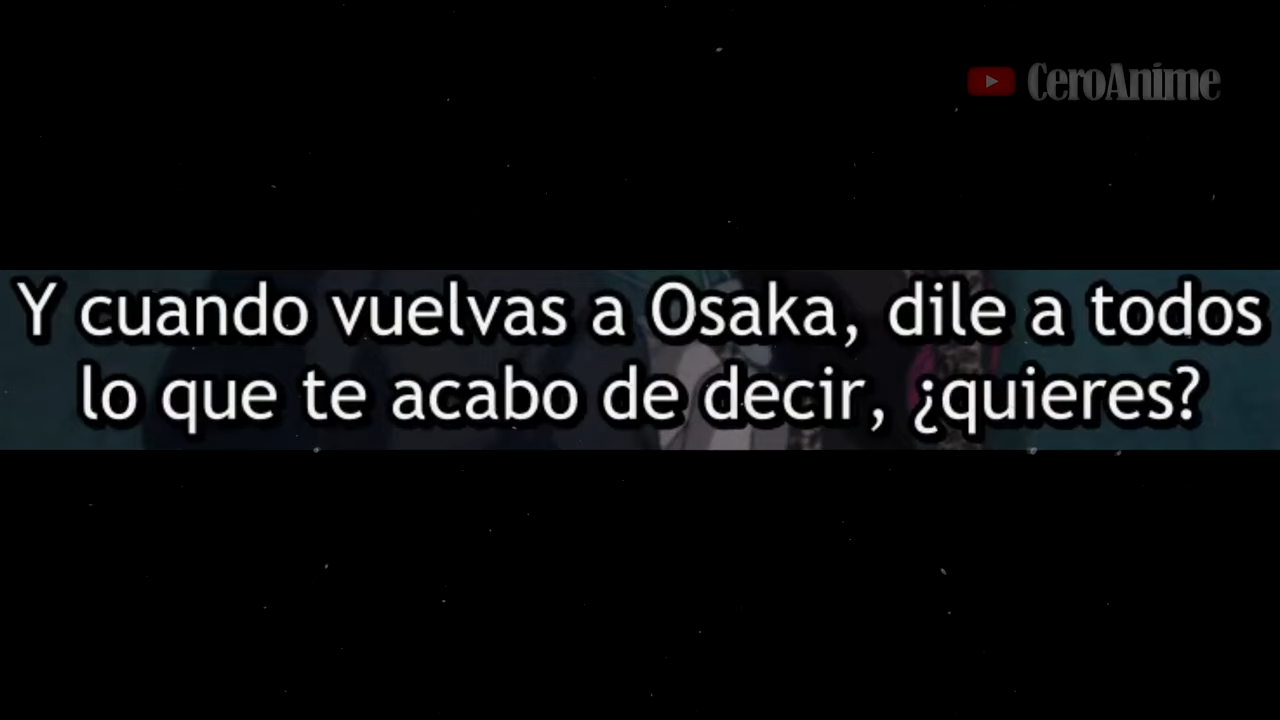 CeroAnime
Y cuando vuelvas a Osaka, dile a todos
lo que te acabo de decir, ¿quieres?